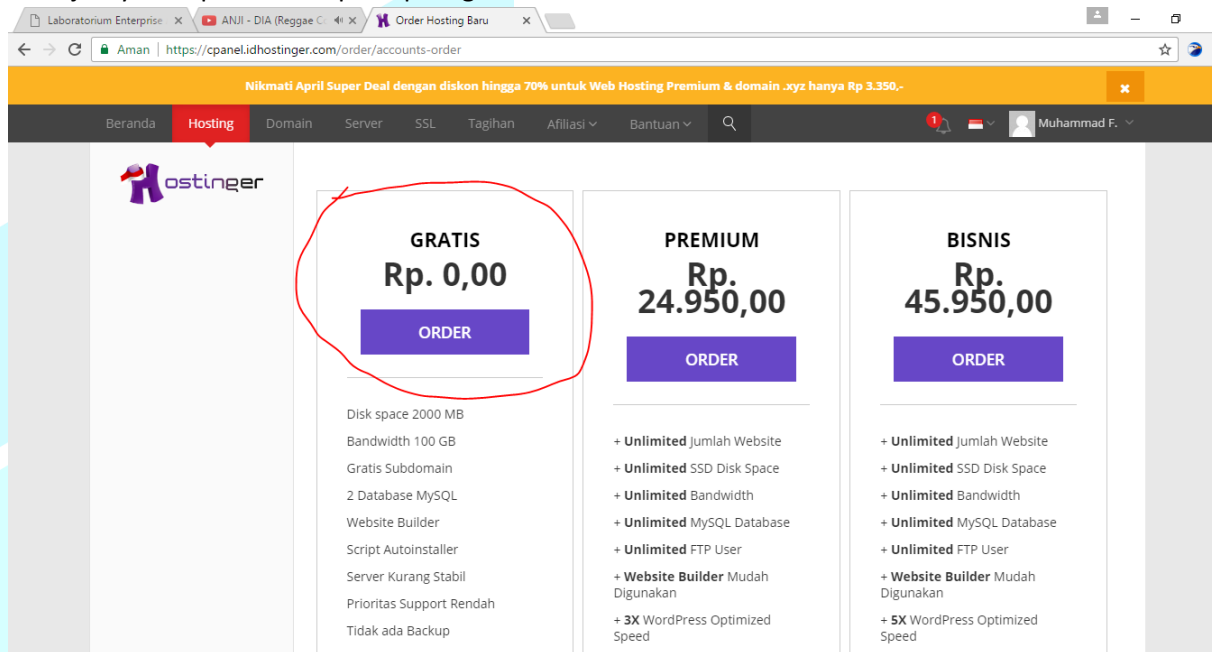 Laboratorium Enterprise
ANJI - DIA (Reggae C
Order Hosting Baru
Aman
https://cpanel.idhostinger.com/order/accounts-order
Nikmati April Super Deal dengan diskon hingga 70% untuk Web Hosting Premium & domain .xyz hanya Rp 3.350,-
Beranda Hosting Domain Server SSL Tagihan Afiliasi Bantuan 1 Muhammad F.
Hostinger
GRATIS
Rp. 0,00
ORDER
Disk space 2000 MB
Bandwidth 100 GB
Gratis Subdomain
2 Database MySQL
Website Builder
Script Autoinstaller
Server Kurang Stabil
Prioritas Support Rendah
Tidak ada Backup
PREMIUM
Rp.
24.950,00
ORDER
+ Unlimited Jumlah Website
+ Unlimited SSD Disk Space
+ Unlimited Bandwidth
+ Unlimited MySQL Database
+ Unlimited FTP User
+ Website Builder Mudah
Digunakan
+ 3X WordPress Optimized
Speed
BISNIS
Rp.
45.950,00
ORDER
+ Unlimited Jumlah Website
+ Unlimited SSD Disk Space
+ Unlimited Bandwidth
+ Unlimited MySQL Database
+ Unlimited FTP User
+ Website Builder Mudah
Digunakan
+ 5X WordPress Optimized
Speed